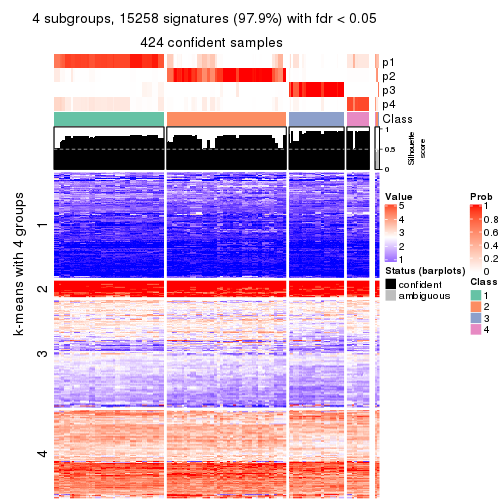 4 subgroups, 15258 signatures (97.9%) with fdr < 0.05
424 confident samples
p1
p2
p3
p4
Class
1
0.5
0
Silhouette
score
k-means with 4 groups
1
2
3
4
Value
5
4
3
2
1
Status (barplots)
confident
ambiguous
Prob
1
0.8
0.6
0.4
0.2
0
Class
1
2
3
4